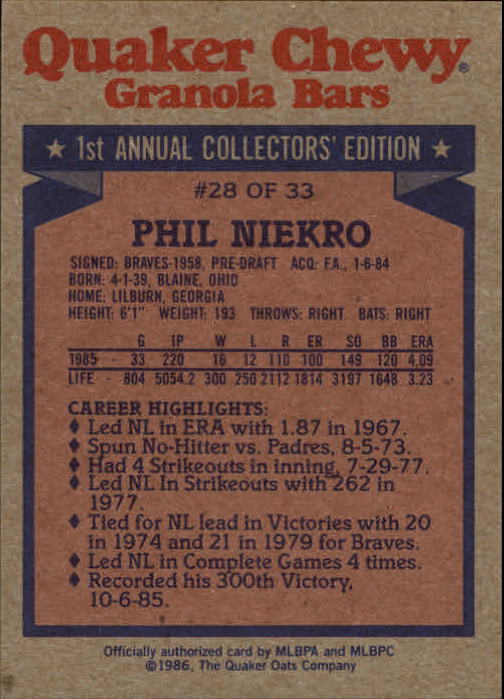 Quaker Chewy®
Granola Bars
★ 1st ANNUAL COLLECTORS' EDITION ★
#28 OF 33
PHIL NIEKRO
SIGNED: BRAVES-1958, PRE-DRAFT ACQ: F.A., 1-6-84
BORN: 4-1-39, BLAINE, OHIO
HOME: LILBURN, GEORGIA
HEIGHT: 6'1" WEIGHT: 193 THROWS: RIGHT BATS: RIGHT
G IP W L R ER SO BB ERA
1985 - 33 220 16 12 110 100 149 120 4.09
LIFE - 804 5054.2 300 250 2112 1814 3197 1648 3.23
CAREER HIGHLIGHTS:
♦ Led NL in ERA with 1.87 in 1967.
♦ Spun No-Hitter vs. Padres, 8-5-73.
♦ Had 4 Strikeouts in inning, 7-29-77.
♦ Led NL In Strikeouts with 262 in
1977.
♦ Tied for NL lead in Victories with 20
in 1974 and 21 in 1979 for Braves.
♦ Led NL in Complete Games 4 times.
♦ Recorded his 300th Victory,
10-6-85.
Officially authorized card by MLBPA and MLBPC
©1986, The Quaker Oats Company